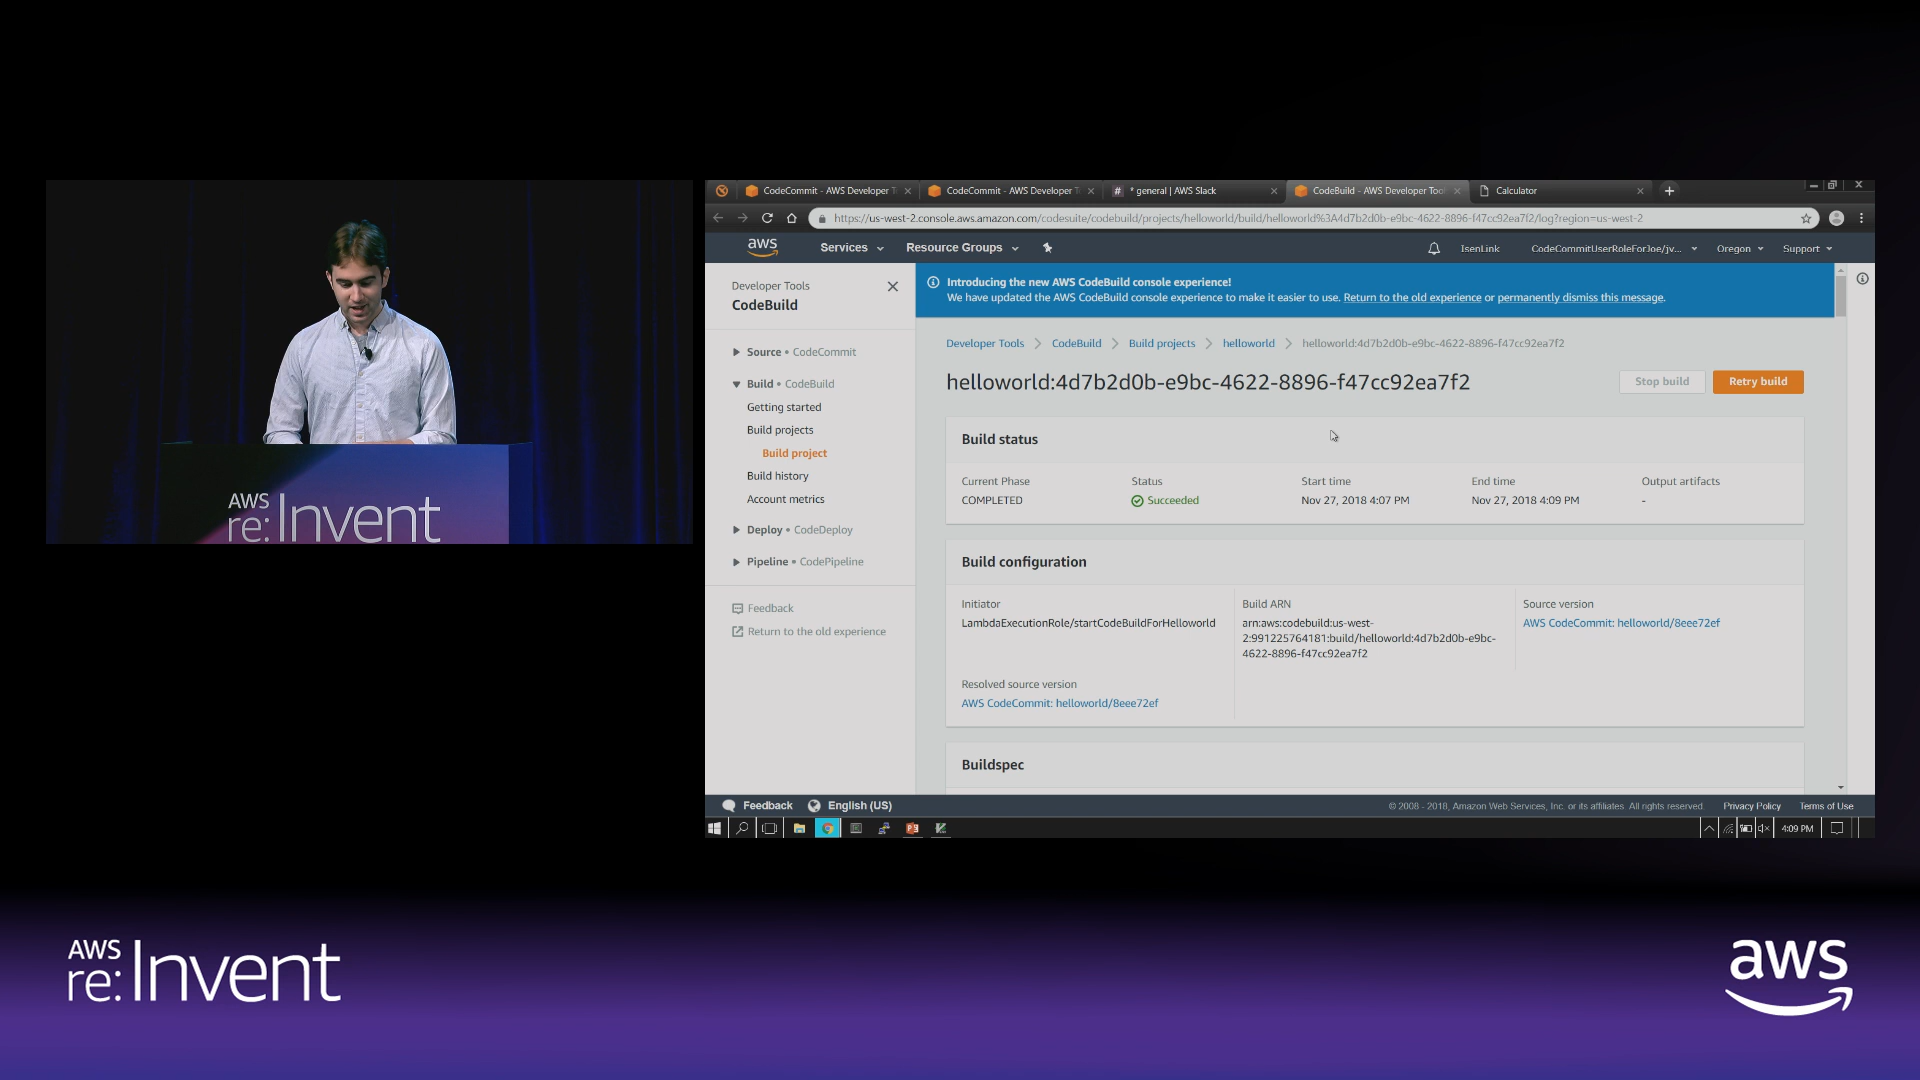 AWS
re:Invent
CodeCommit - AWS Developer T
CodeCommit - AWS Developer T
# * general | AWS Slack
CodeBuild - AWS Developer Too
Calculator
https://us-west-2.console.aws.amazon.com/codesuite/codebuild/projects/helloworld/build/helloworld%3A4d7b2d0b-e9bc-4622-8896-f47cc92ea7f2/log?region=us-west-2
aws
Services
Resource Groups
IsenLink
CodeCommitUserRoleForJoe/jv...
Oregon
Support
Developer Tools
CodeBuild
Source • CodeCommit
Build • CodeBuild
Getting started
Build projects
Build project
Build history
Account metrics
Deploy • CodeDeploy
Pipeline • CodePipeline
Feedback
Return to the old experience
Introducing the new AWS CodeBuild console experience!
We have updated the AWS CodeBuild console experience to make it easier to use. Return to the old experience or permanently dismiss this message.
Developer Tools > CodeBuild > Build projects > helloworld > helloworld:4d7b2d0b-e9bc-4622-8896-f47cc92ea7f2
helloworld:4d7b2d0b-e9bc-4622-8896-f47cc92ea7f2
Stop build
Retry build
Build status
Current Phase
COMPLETED
Status
Succeeded
Start time
Nov 27, 2018 4:07 PM
End time
Nov 27, 2018 4:09 PM
Output artifacts
-
Build configuration
Initiator
LambdaExecutionRole/startCodeBuildForHelloworld
Build ARN
arn:aws:codebuild:us-west-
2:991225764181:build/helloworld:4d7b2d0b-e9bc-
4622-8896-f47cc92ea7f2
Source version
AWS CodeCommit: helloworld/8eee72ef
Resolved source version
AWS CodeCommit: helloworld/8eee72ef
Buildspec
Feedback
English (US)
© 2008 - 2018, Amazon Web Services, Inc. or its affiliates. All rights reserved.
Privacy Policy
Terms of Use
4:09 PM
AWS
re:Invent
aws